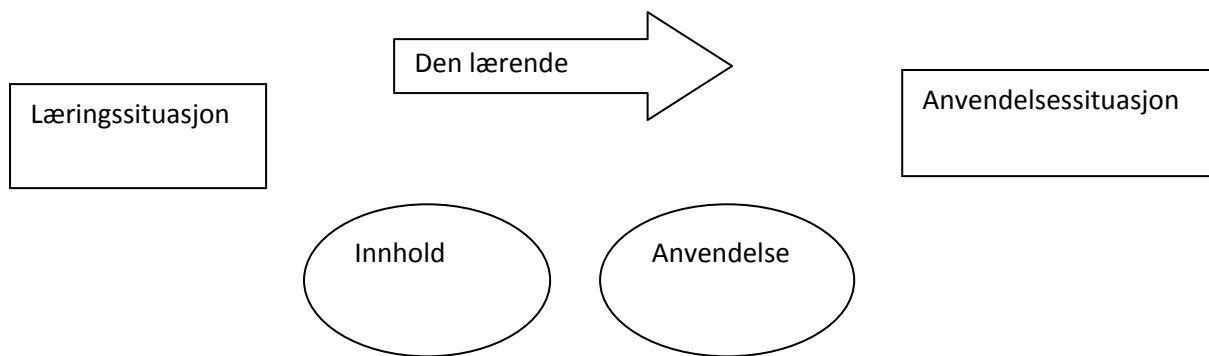 Den lærende
Læringssituasjon
Anvendelsessituasjon
Innhold
Anvendelse